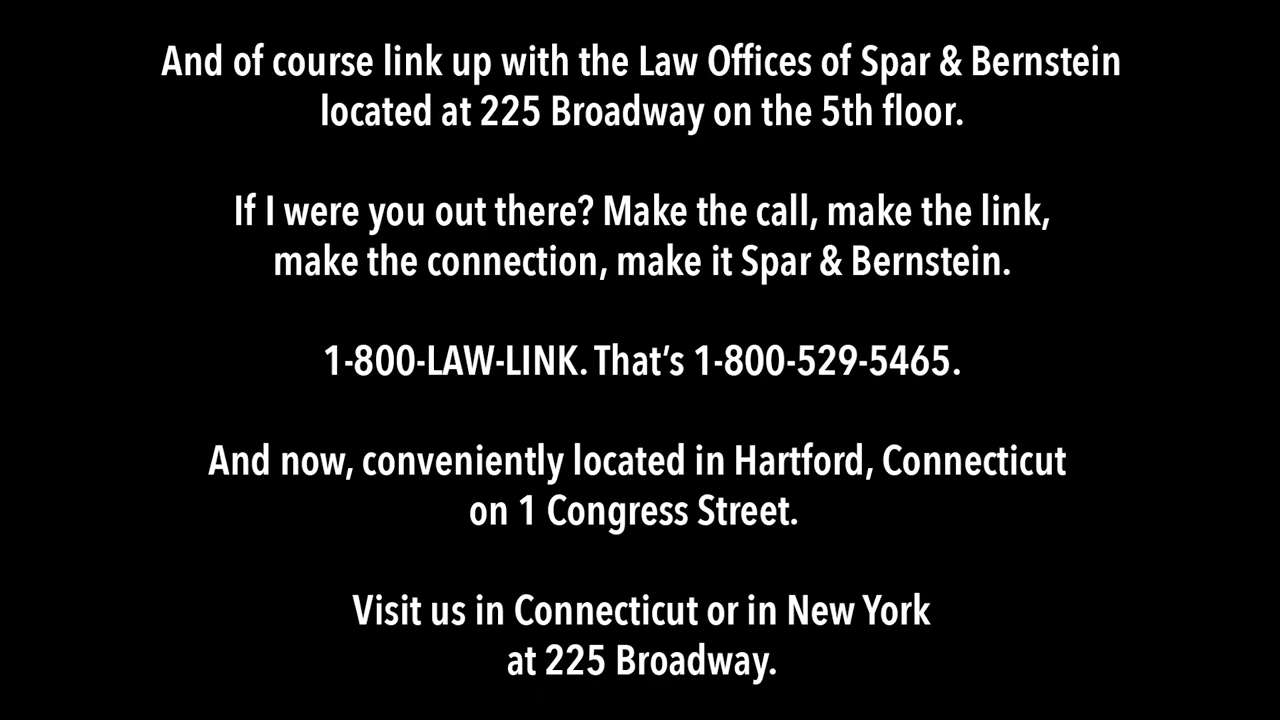 And of course link up with the Law Offices of Spar & Bernstein
located at 225 Broadway on the 5th floor.
If I were you out there? Make the call, make the link,
make the connection, make it Spar & Bernstein.
1-800-LAW-LINK. That’s 1-800-529-5465.
And now, conveniently located in Hartford, Connecticut
on 1 Congress Street.
Visit us in Connecticut or in New York
at 225 Broadway.